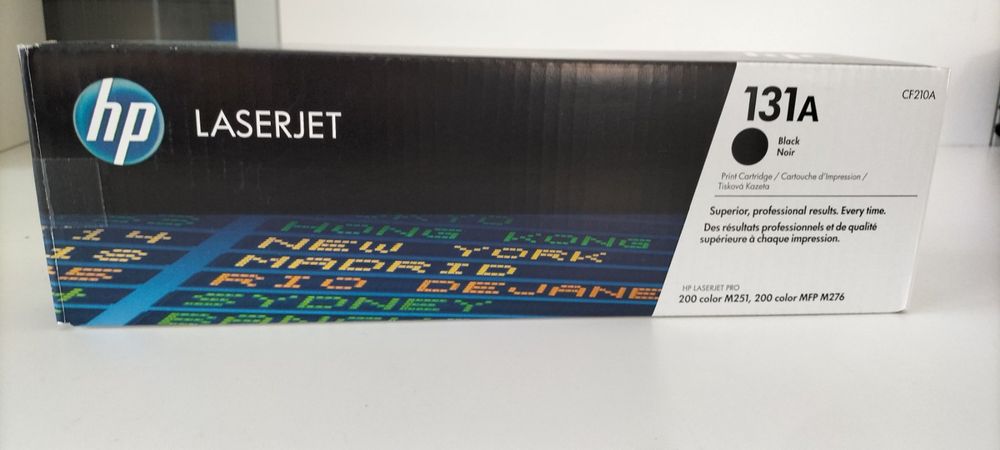 hp
LASERJET
131A
CF210A
Black
Noir
Print Cartridge / Cartouche d'Impression /
Tisková Kazeta
Superior, professional results. Every time.
Des résultats professionnels et de qualité
supérieure à chaque impression.
HP LASERJET PRO
200 color M251, 200 color MFP M276
HONG KONG
14 NEW YORK
MADRID
RIO DEJANE
SYDNEY